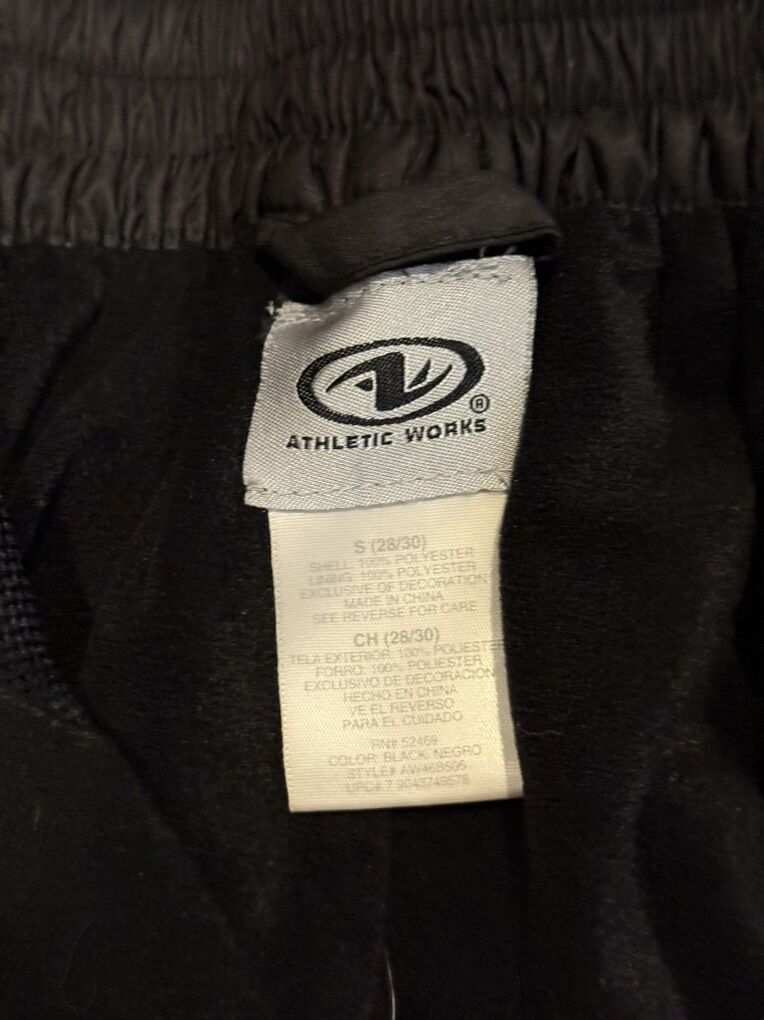 ATHLETIC WORKS
®
S (28/30)
SHELL: 100% POLYESTER
LINING: 100% POLYESTER
EXCLUSIVE OF DECORATION
MADE IN CHINA
SEE REVERSE FOR CARE
CH (28/30)
TELA EXTERIOR: 100% POLIESTER
FORRO: 100% POLIESTER
EXCLUSIVO DE DECORACION
HECHO EN CHINA
VE EL REVERSO
PARA EL CUIDADO
RN# 52469
COLOR: BLACK NEGRO
STYLE#
UPC#